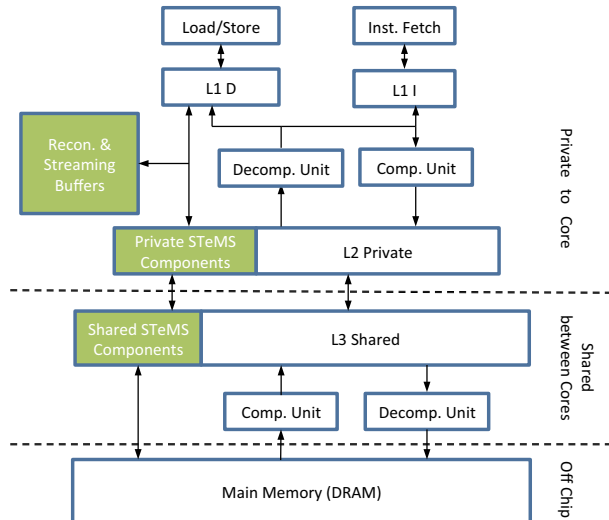 Load/Store
Inst. Fetch
L1 D
L1 I
Recon. &
Streaming
Buffers
Decomp. Unit
Comp. Unit
Private STeMS
Components
L2 Private
Private to Core
Shared STeMS
Components
L3 Shared
Shared
between Cores
Comp. Unit
Decomp. Unit
Main Memory (DRAM)
Off Chip